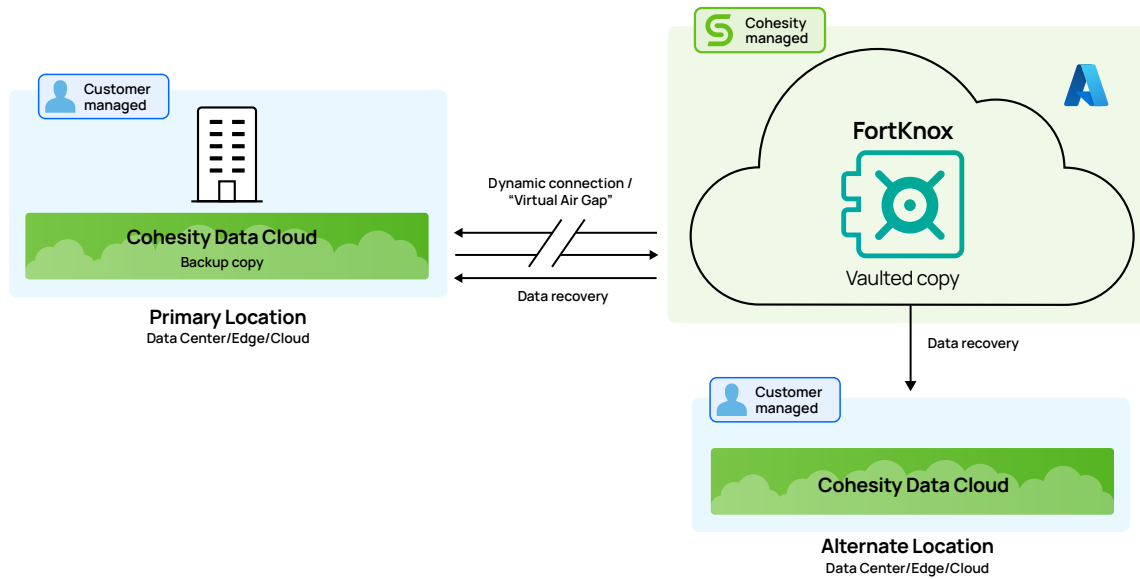 Cohesity
managed
Customer
managed
FortKnox
Vaulted copy
Dynamic connection /
“Virtual Air Gap”
Data recovery
Cohesity Data Cloud
Backup copy
Primary Location
Data Center/Edge/Cloud
Data recovery
Customer
managed
Cohesity Data Cloud
Alternate Location
Data Center/Edge/Cloud